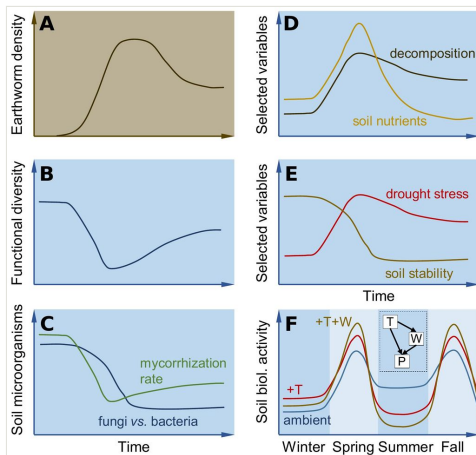 A
Earthworm density
B
Functional diversity
C
Soil microorganisms
mycorrhization
rate
fungi vs. bacteria
Time
D
Selected variables
decomposition
soil nutrients
E
Selected variables
drought stress
soil stability
Time
F
Soil biol. activity
+T+W
T
W
P
+T
ambient
Winter Spring Summer Fall